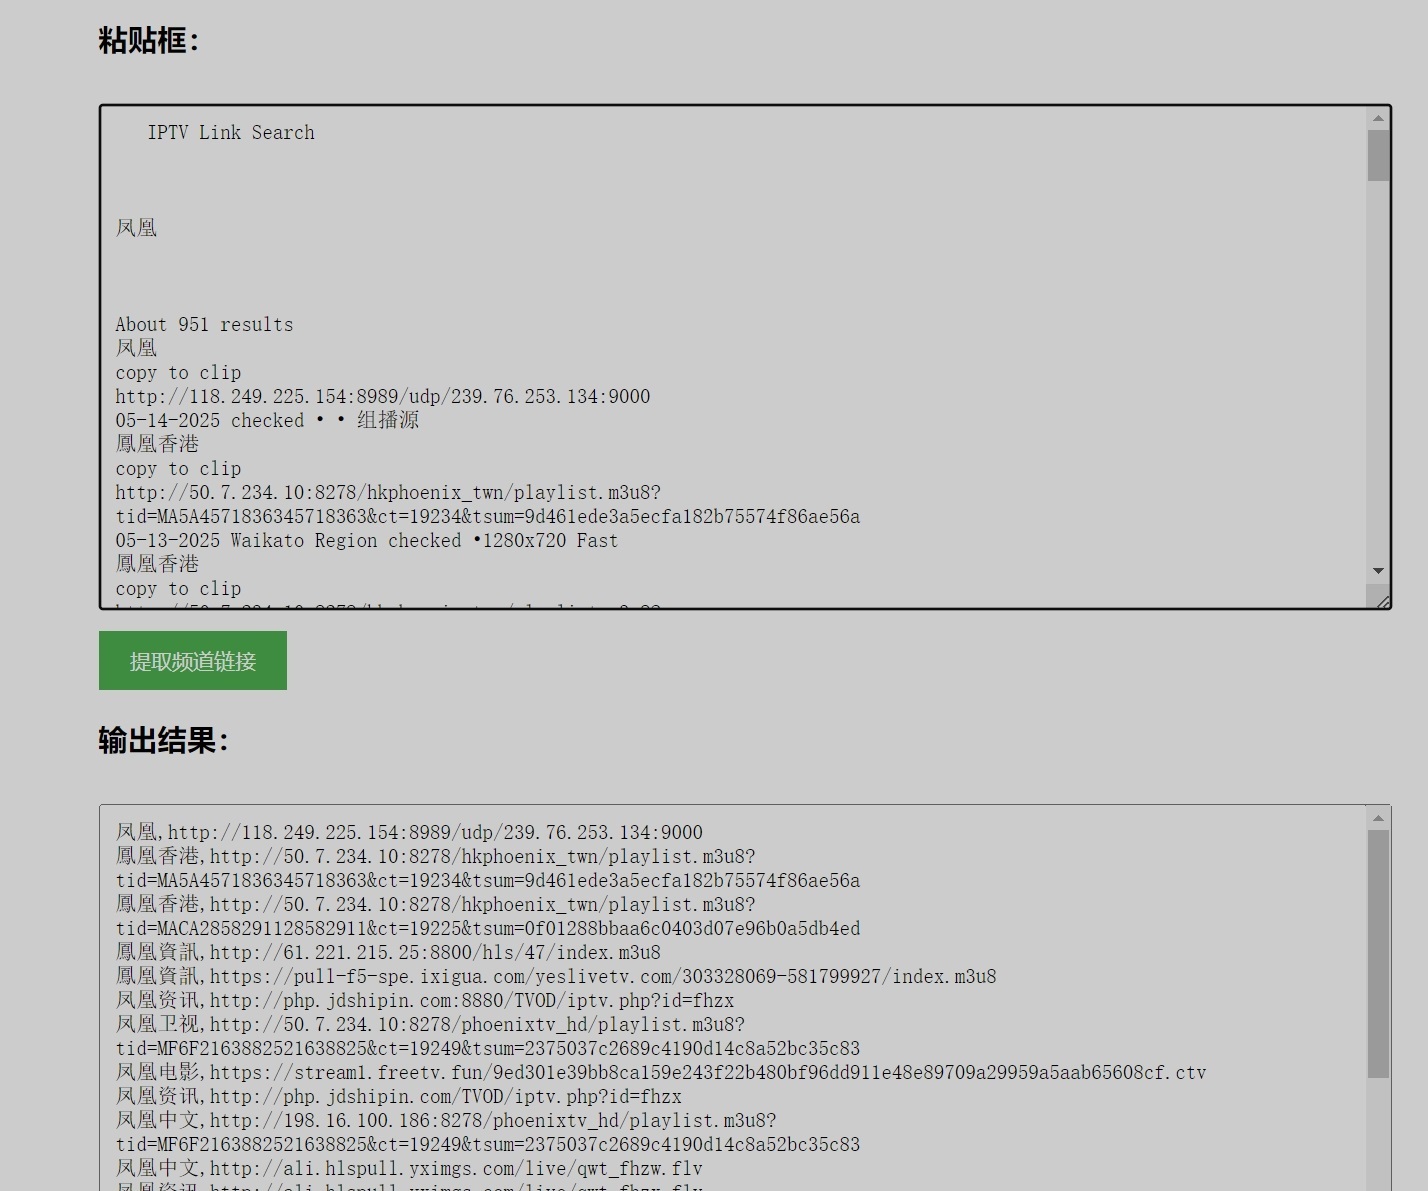 粘贴框：
IPTV Link Search
凤凰
About 951 results
凤凰
copy to clip
http://118.249.225.154:8989/udp/239.76.253.134:9000
05-14-2025 checked • • 组播源
鳳凰香港
copy to clip
http://50.7.234.10:8278/hkphoenix_twn/playlist.m3u8?
tid=MA5A4571836345718363&ct=19234&tsum=9d461ede3a5ecfa182b75574f86ae56a
05-13-2025 Waikato Region checked •1280x720 Fast
鳳凰香港
copy to clip
提取频道链接
输出结果：
凤凰,http://118.249.225.154:8989/udp/239.76.253.134:9000
鳳凰香港,http://50.7.234.10:8278/hkphoenix_twn/playlist.m3u8?
tid=MA5A4571836345718363&ct=19234&tsum=9d461ede3a5ecfa182b75574f86ae56a
鳳凰香港,http://50.7.234.10:8278/hkphoenix_twn/playlist.m3u8?
tid=MACA2858291128582911&ct=19225&tsum=0f01288bbaa6c0403d07e96b0a5db4ed
鳳凰資訊,http://61.221.215.25:8800/hls/47/index.m3u8
鳳凰資訊,https://pull-f5-spe.ixigua.com/yeslivetv.com/303328069-581799927/index.m3u8
凤凰资讯,http://php.jdshipin.com:8880/TVOD/iptv.php?id=fhzx
凤凰卫视,http://50.7.234.10:8278/phoenixtv_hd/playlist.m3u8?
tid=MF6F2163882521638825&ct=19249&tsum=2375037c2689c4190d14c8a52bc35c83
凤凰电影,https://stream1.freetv.fun/9ed301e39bb8ca159e243f22b480bf96dd911e48e89709a29959a5aab65608cf.ctv
凤凰资讯,http://php.jdshipin.com/TVOD/iptv.php?id=fhzx
凤凰中文,http://198.16.100.186:8278/phoenixtv_hd/playlist.m3u8?
tid=MF6F2163882521638825&ct=19249&tsum=2375037c2689c4190d14c8a52bc35c83
凤凰中文,http://ali.hlspull.yximgs.com/live/qwt_fhzw.flv